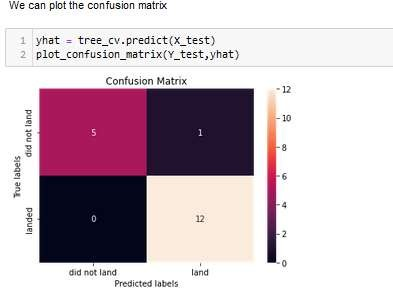 We can plot the confusion matrix
1 yhat = tree_cv.predict(X_test)
2 plot_confusion_matrix(Y_test,yhat)
Confusion Matrix
12
10
8
6
4
2
0
True labels
did not land
landed
5 1
0 12
did not land land
Predicted labels